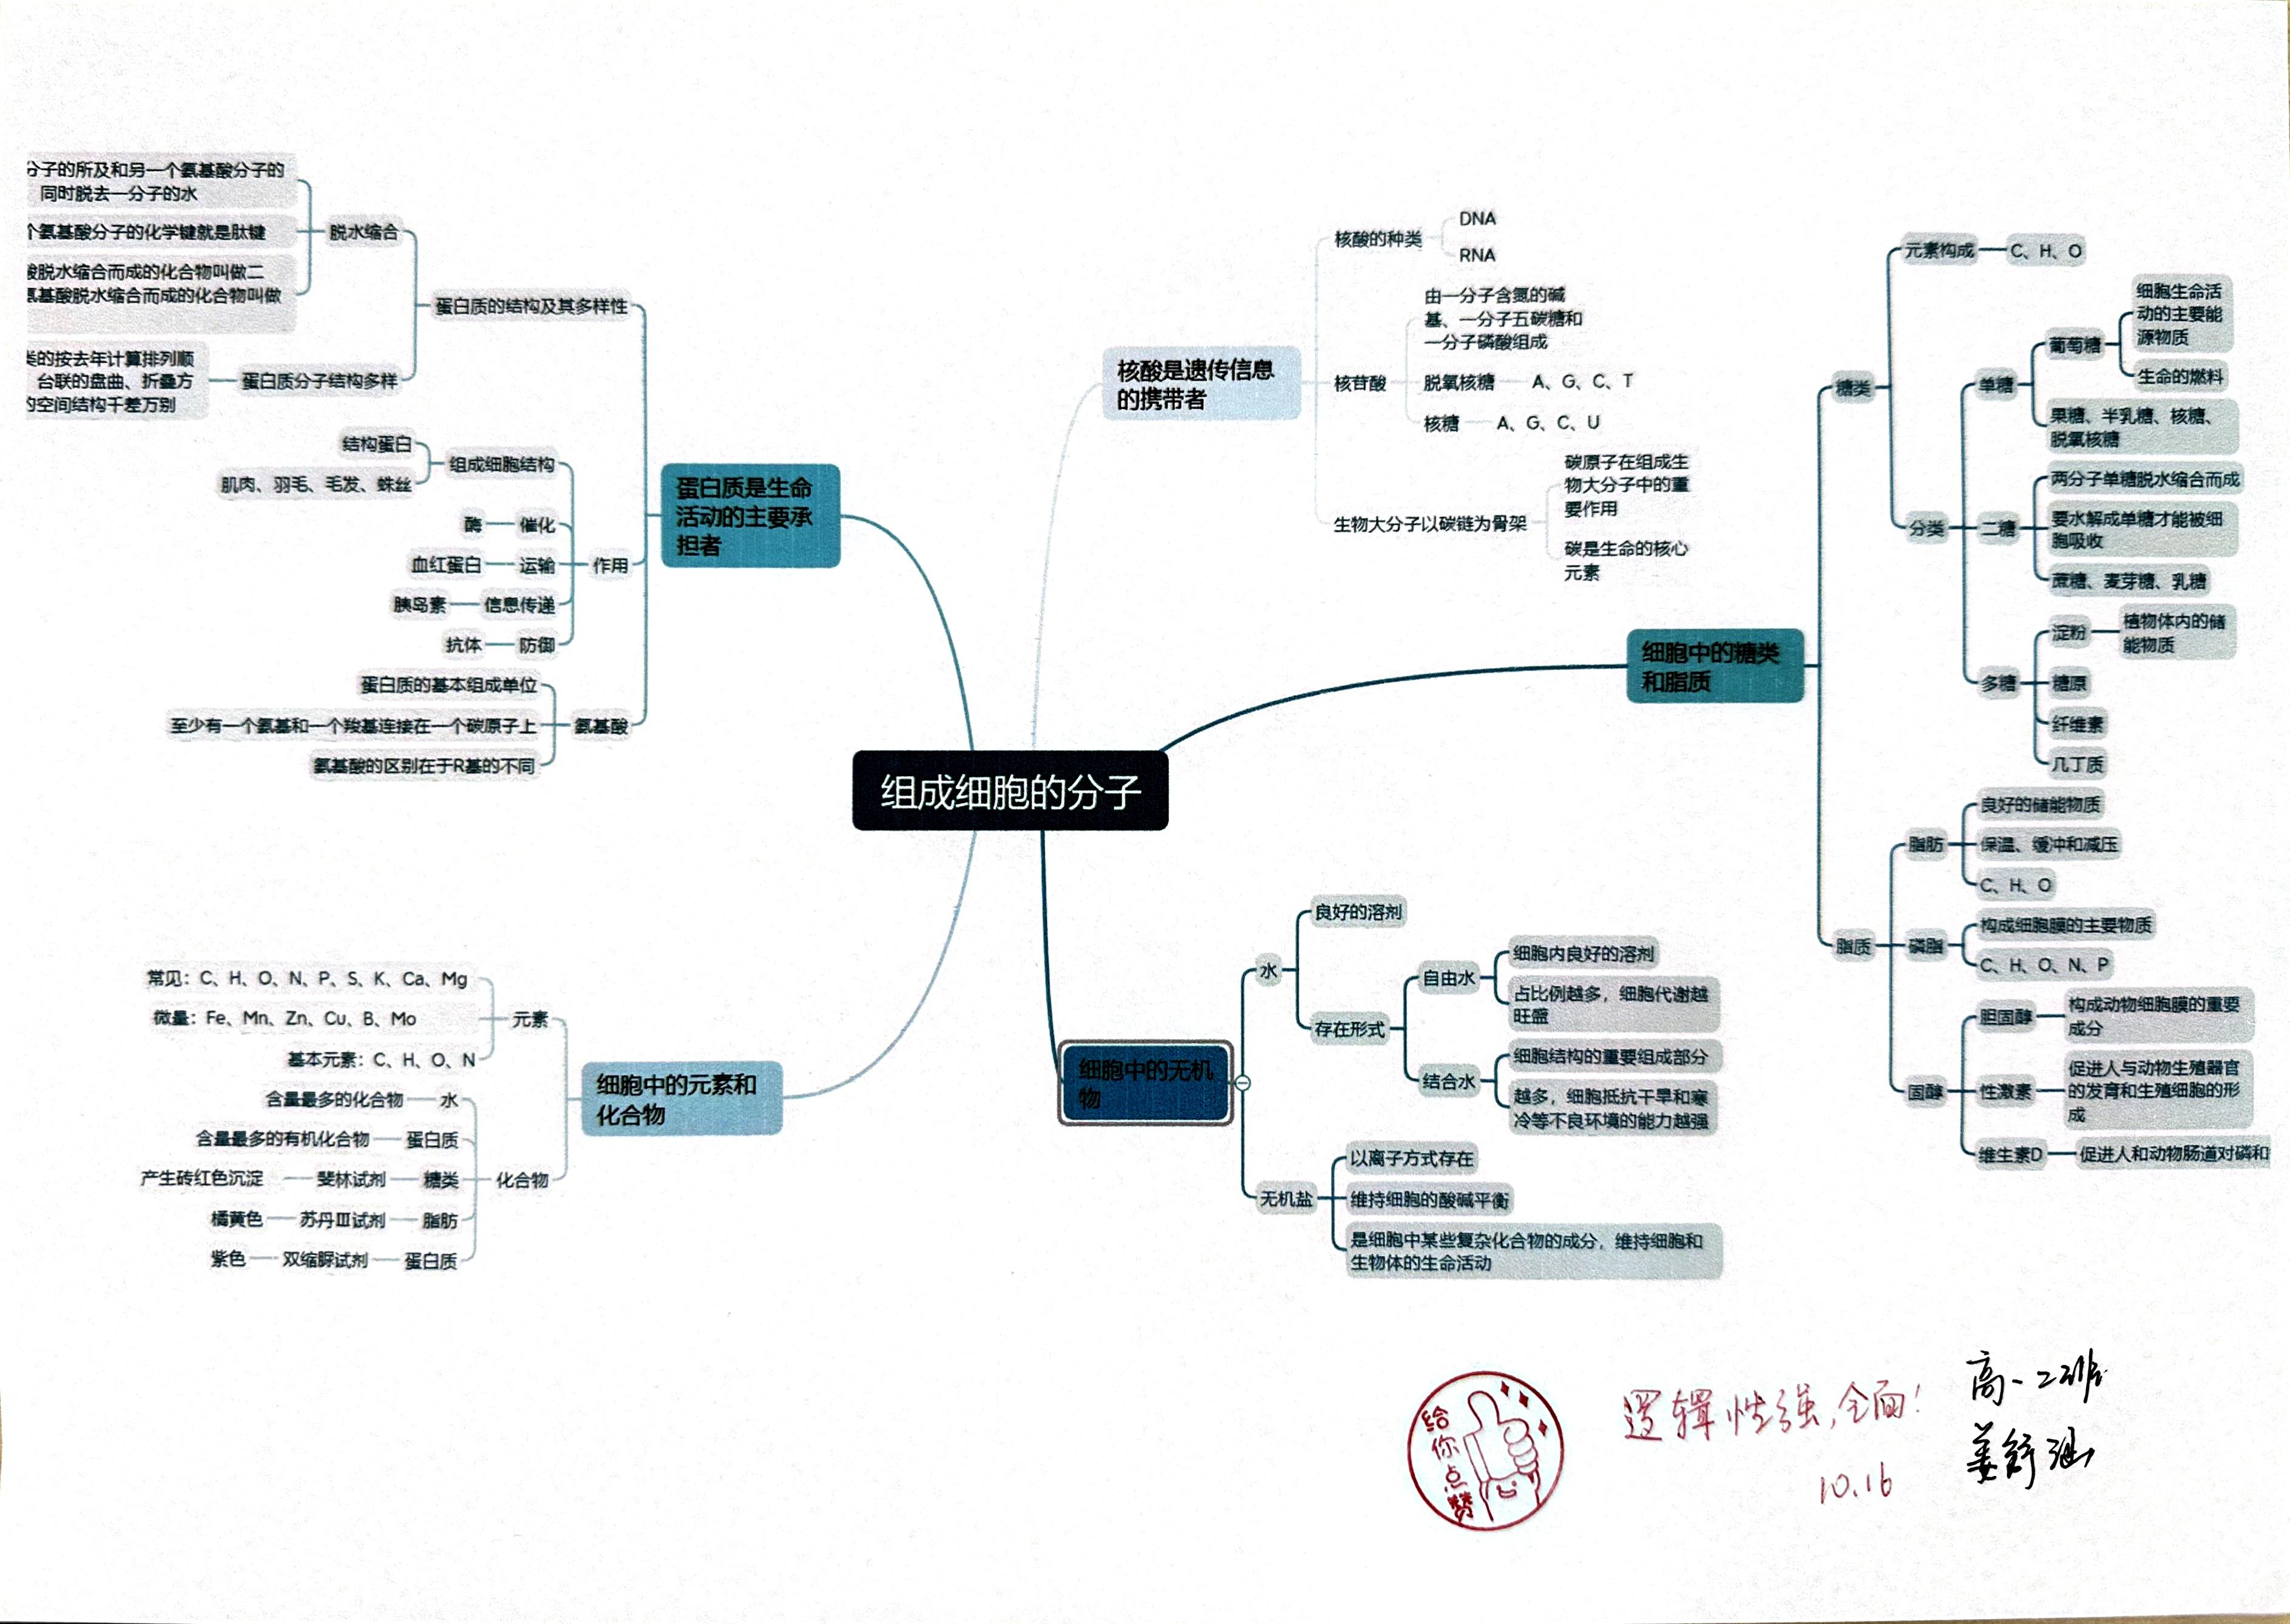 分子的所及和另一个氨基酸分子的
同时脱去一分子的水
个氨基酸分子的化学键就是肽键
脱水缩合
酸脱水缩合而成的化合物叫做二
氨基酸脱水缩合而成的化合物叫做
蛋白质的结构及其多样性
类的按去年计算排列顺
台联的盘曲、折叠方
的空间结构千差万别
蛋白质分子结构多样
结构蛋白
肌肉、羽毛、毛发、蛛丝
组成细胞结构
酶
催化
血红蛋白
运输
作用
胰岛素
信息传递
抗体
防御
蛋白质是生命
活动的主要承
担者
蛋白质的基本组成单位
至少有一个氨基和一个羧基连接在一个碳原子上
氨基酸
氨基酸的区别在于R基的不同
组成细胞的分子
常见：C、H、O、N、P、S、K、Ca、Mg
微量：Fe、Mn、Zn、Cu、B、Mo
元素
基本元素：C、H、O、N
细胞中的元素和
化合物
含量最多的化合物
水
含量最多的有机化合物
蛋白质
产生砖红色沉淀
斐林试剂
糖类
化合物
橘黄色
苏丹Ⅲ试剂
脂肪
紫色
双缩脲试剂
蛋白质
核酸是遗传信息
的携带者
核酸的种类
DNA
RNA
核苷酸
由一分子含氮的碱
基、一分子五碳糖和
一分子磷酸组成
脱氧核糖
A、G、C、T
核糖
A、G、C、U
生物大分子以碳链为骨架
碳原子在组成生
物大分子中的重
要作用
碳是生命的核心
元素
细胞中的糖类
和脂质
糖类
元素构成
C、H、O
分类
单糖
葡萄糖
细胞生命活
动的主要能
源物质
生命的燃料
果糖、半乳糖、核糖、
脱氧核糖
二糖
两分子单糖脱水缩合而成
要水解成单糖才能被细
胞吸收
蔗糖、麦芽糖、乳糖
多糖
淀粉
植物体内的储
能物质
糖原
纤维素
几丁质
脂质
脂肪
良好的储能物质
保温、缓冲和减压
C、H、O
磷脂
构成细胞膜的主要物质
C、H、O、N、P
固醇
胆固醇
构成动物细胞膜的重要
成分
性激素
促进人与动物生殖器官
的发育和生殖细胞的形
成
维生素D
促进人和动物肠道对磷和
细胞中的无机
物
水
良好的溶剂
存在形式
自由水
细胞内良好的溶剂
占比例越多，细胞代谢越
旺盛
结合水
细胞结构的重要组成部分
越多，细胞抵抗干旱和寒
冷等不良环境的能力越强
无机盐
以离子方式存在
维持细胞的酸碱平衡
是细胞中某些复杂化合物的成分，维持细胞和
生物体的生命活动
给你点赞
逻辑性强，全面！
10.16
高一2班
姜舒涵